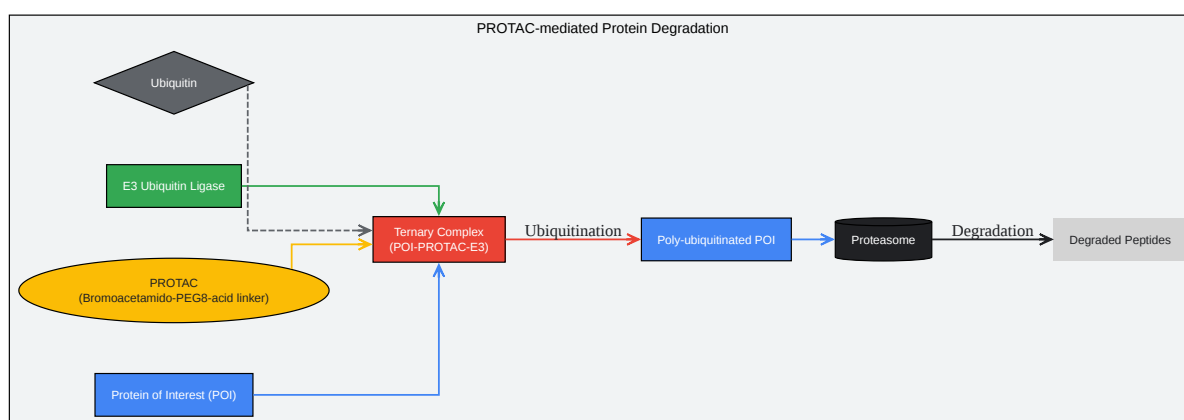 PROTAC-mediated Protein Degradation
Ubiquitin
E3 Ubiquitin Ligase
Ternary Complex
(POI-PROTAC-E3)
Ubiquitination
Poly-ubiquitinated POI
Proteasome
Degradation
Degraded Peptides
PROTAC
(Bromoacetamido-PEG8-acid linker)
Protein of Interest (POI)